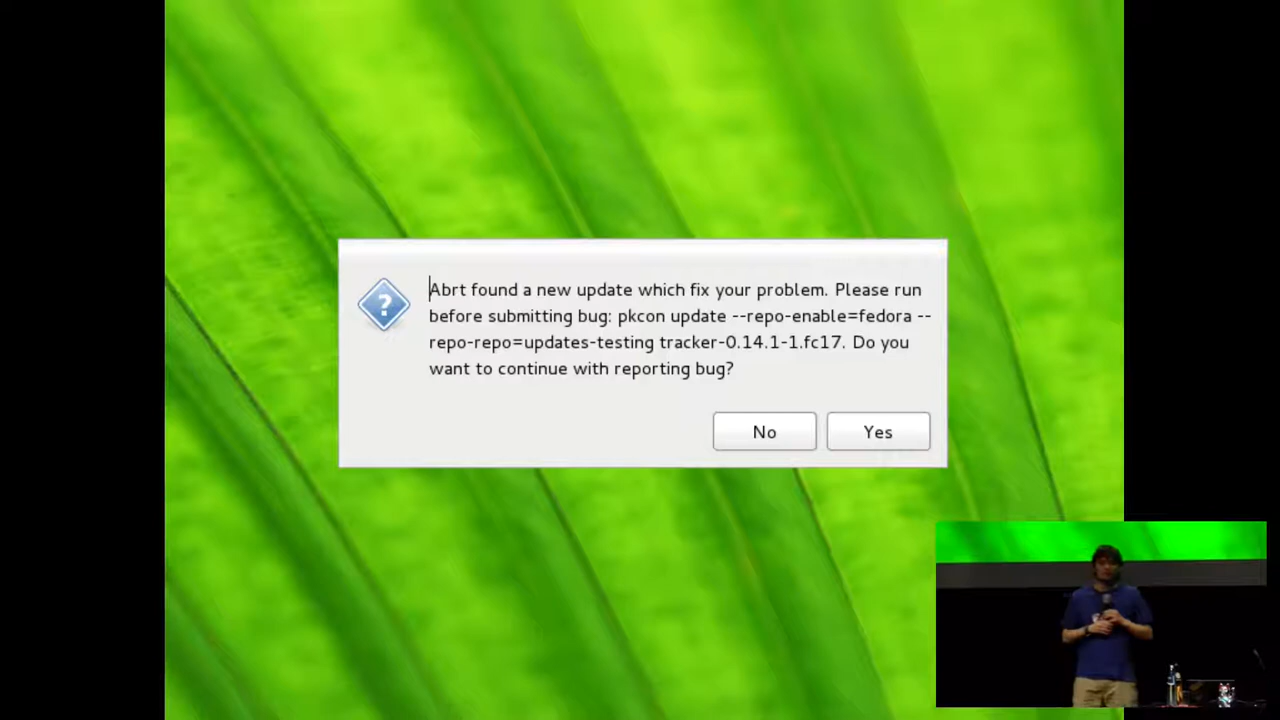 Abrt found a new update which fix your problem. Please run
before submitting bug: pkcon update --repo-enable=fedora --
repo-repo=updates-testing tracker-0.14.1-1.fc17. Do you
want to continue with reporting bug?
No
Yes